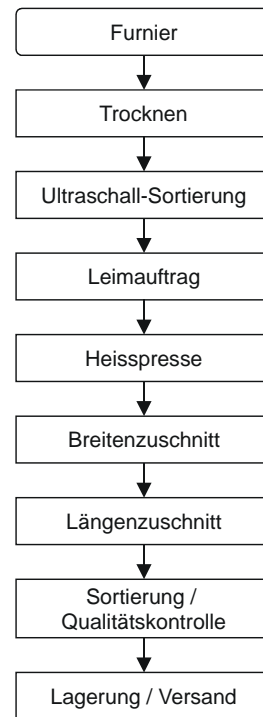 Furnier
Trocknen
Ultraschall-Sortierung
Leimauftrag
Heisspresse
Breitenzuschnitt
Längenzuschnitt
Sortierung /
Qualitätskontrolle
Lagerung / Versand